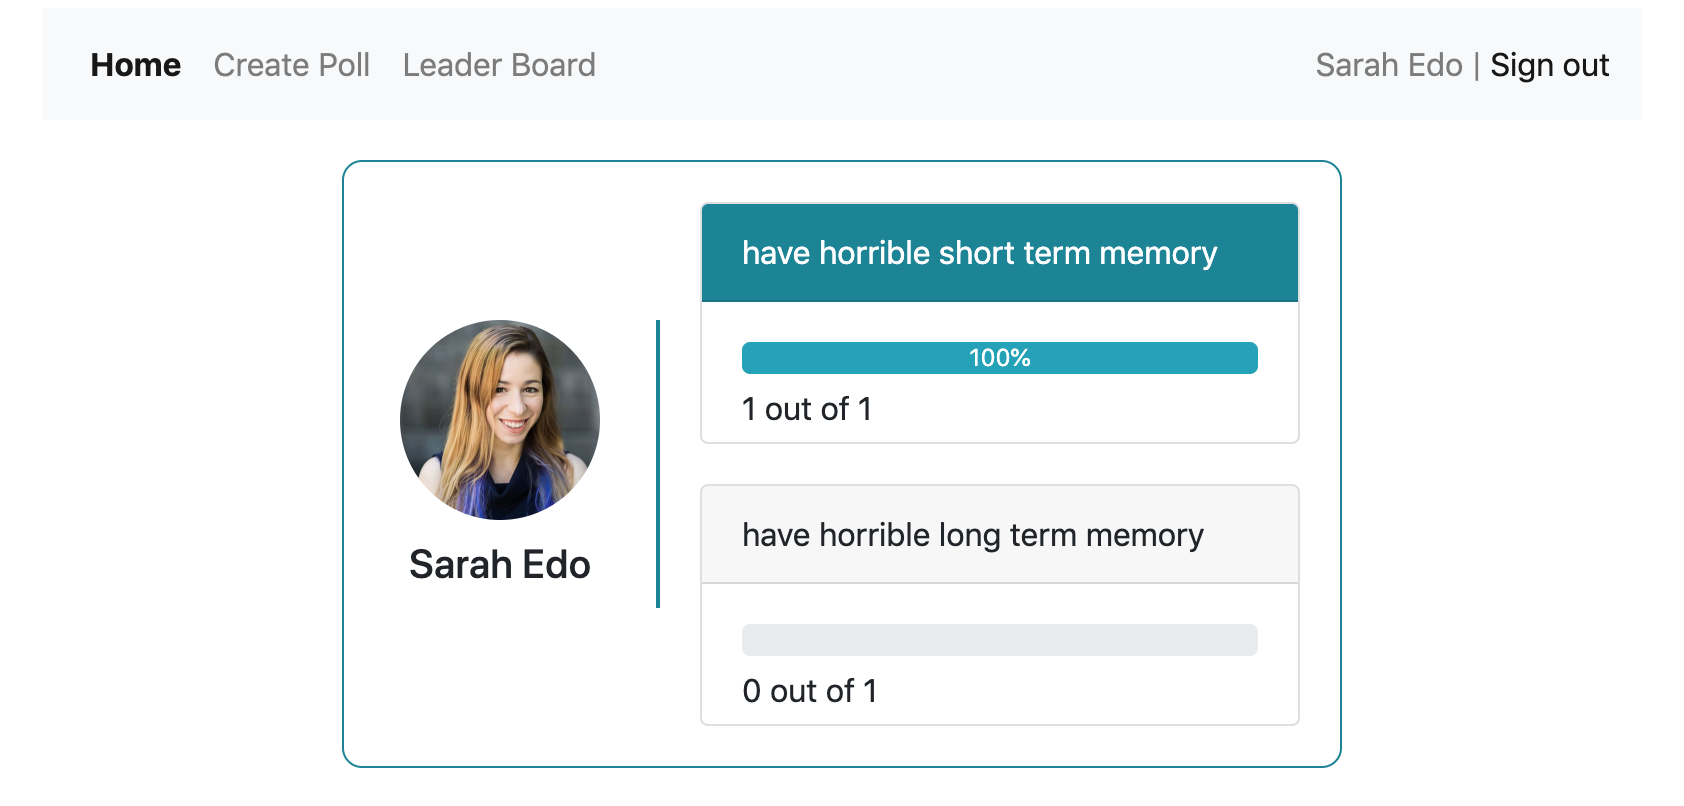 Home Create Poll Leader Board Sarah Edo | Sign out
have horrible short term memory
100%
1 out of 1
Sarah Edo
have horrible long term memory
0 out of 1